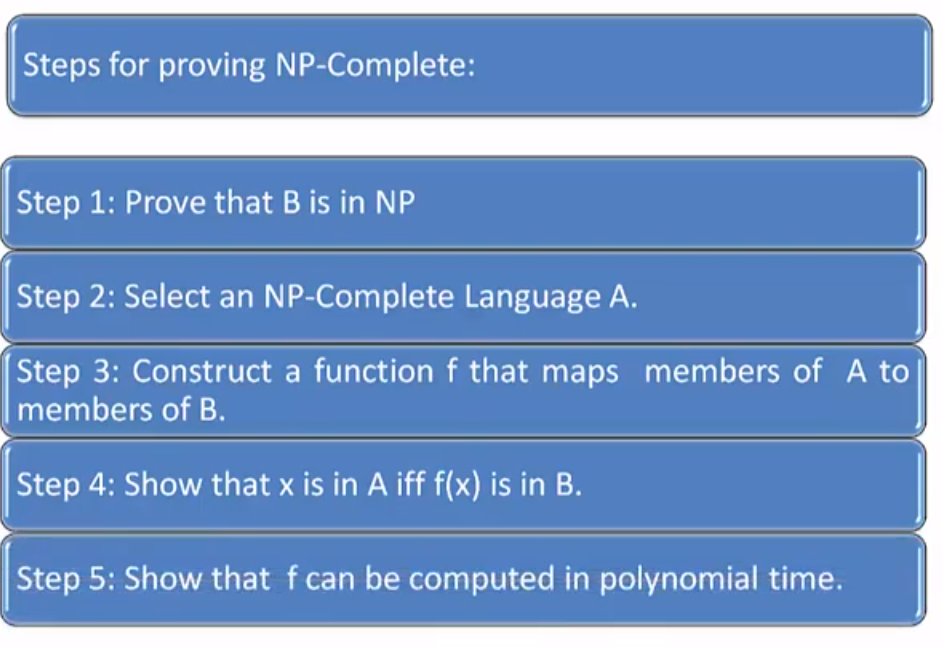 Steps for proving NP-Complete:
Step 1: Prove that B is in NP
Step 2: Select an NP-Complete Language A.
Step 3: Construct a function f that maps members of A to
members of B.
Step 4: Show that x is in A iff f(x) is in B.
Step 5: Show that f can be computed in polynomial time.